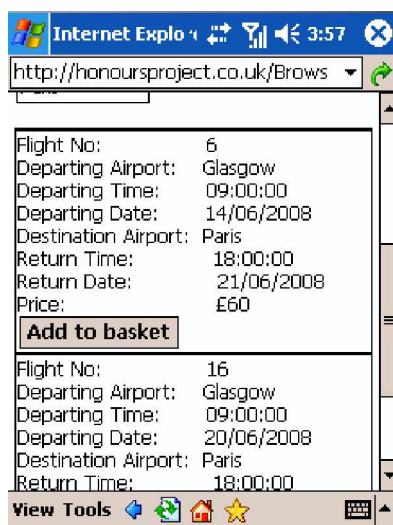 Internet Explo 3:57
http://honoursproject.co.uk/Brows
Flight No: 6
Departing Airport: Glasgow
Departing Time: 09:00:00
Departing Date: 14/06/2008
Destination Airport: Paris
Return Time: 18:00:00
Return Date: 21/06/2008
Price: £60
Add to basket
Flight No: 16
Departing Airport: Glasgow
Departing Time: 09:00:00
Departing Date: 20/06/2008
Destination Airport: Paris
Return Time: 18:00:00
View Tools